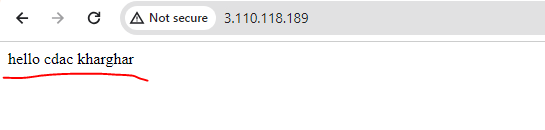 Not secure 3.110.118.189
hello cdac kharghar